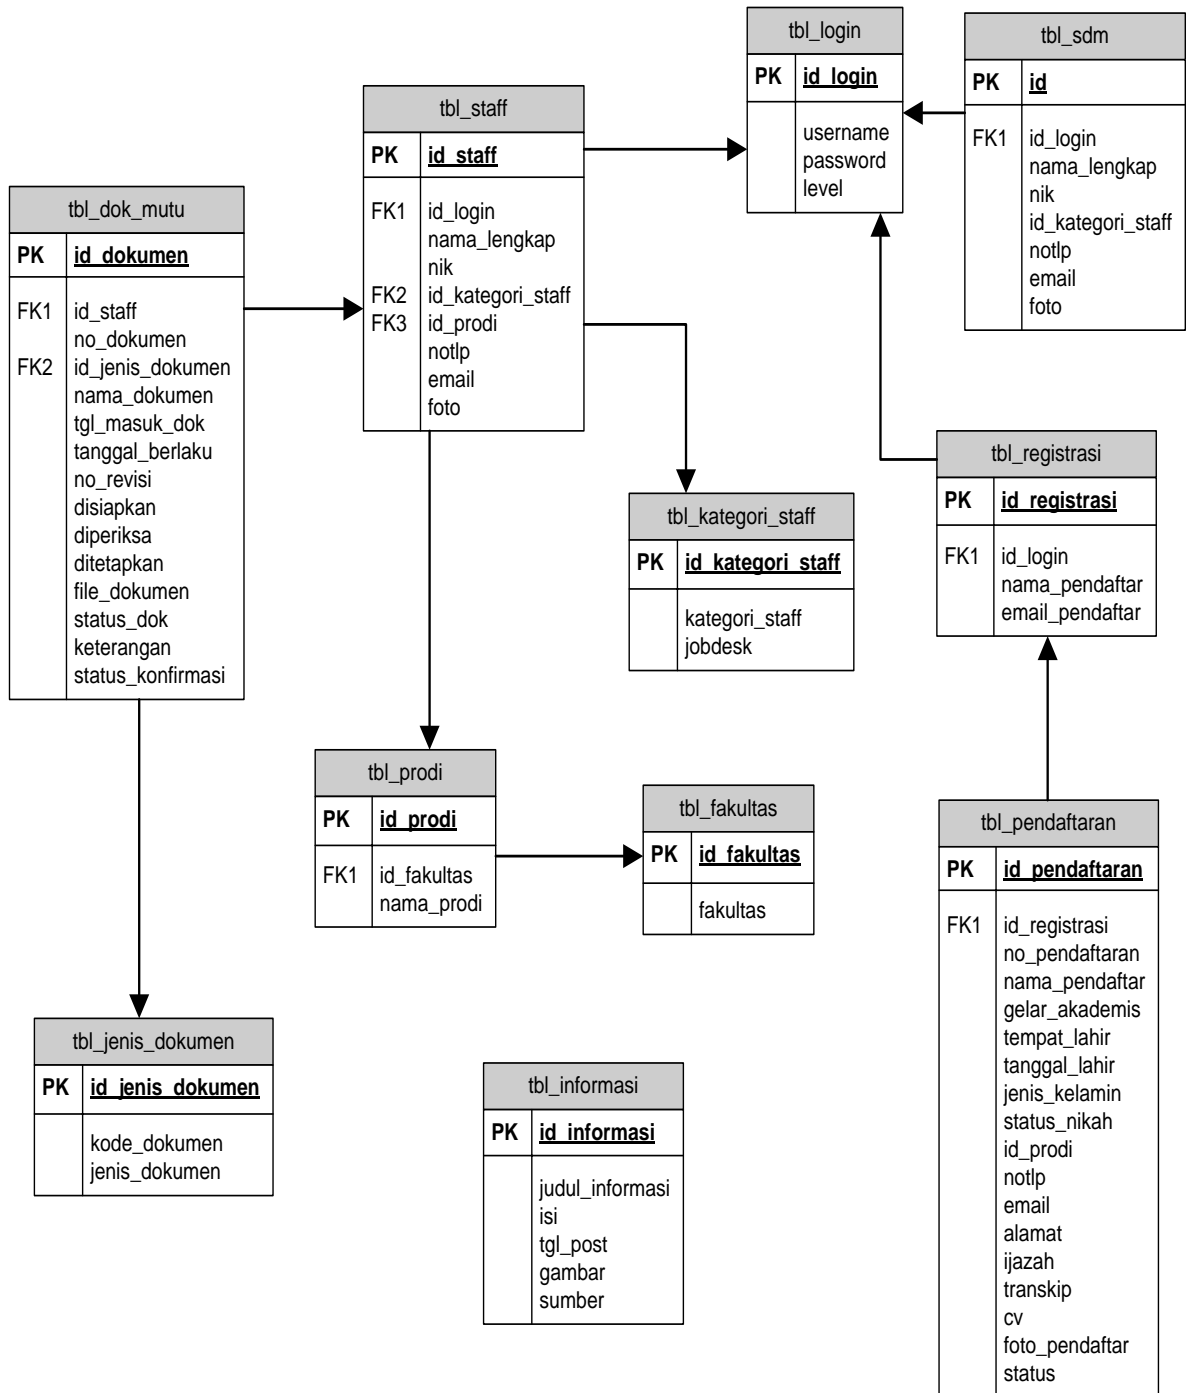 tbl_login
PK id_login
username
password
level
tbl_sdm
PK id
FK1 id_login
nama_lengkap
nik
id_kategori_staff
notlp
email
foto
tbl_staff
PK id_staff
FK1 id_login
nama_lengkap
nik
FK2 id_kategori_staff
FK3 id_prodi
notlp
email
foto
tbl_dok_mutu
PK id_dokumen
FK1 id_staff
no_dokumen
FK2 id_jenis_dokumen
nama_dokumen
tgl_masuk_dok
tanggal_berlaku
no_revisi
disiapkan
diperiksa
ditetapkan
file_dokumen
status_dok
keterangan
status_konfirmasi
tbl_registrasi
PK id_registrasi
FK1 id_login
nama_pendaftar
email_pendaftar
tbl_kategori_staff
PK id_kategori_staff
kategori_staff
jobdesk
tbl_prodi
PK id_prodi
FK1 id_fakultas
nama_prodi
tbl_fakultas
PK id_fakultas
fakultas
tbl_pendaftaran
PK id_pendaftaran
FK1 id_registrasi
no_pendaftaran
nama_pendaftar
gelar_akademis
tempat_lahir
tanggal_lahir
jenis_kelamin
status_nikah
id_prodi
notlp
email
alamat
ijazah
transkip
cv
foto_pendaftar
status
tbl_jenis_dokumen
PK id_jenis_dokumen
kode_dokumen
jenis_dokumen
tbl_informasi
PK id_informasi
judul_informasi
isi
tgl_post
gambar
sumber